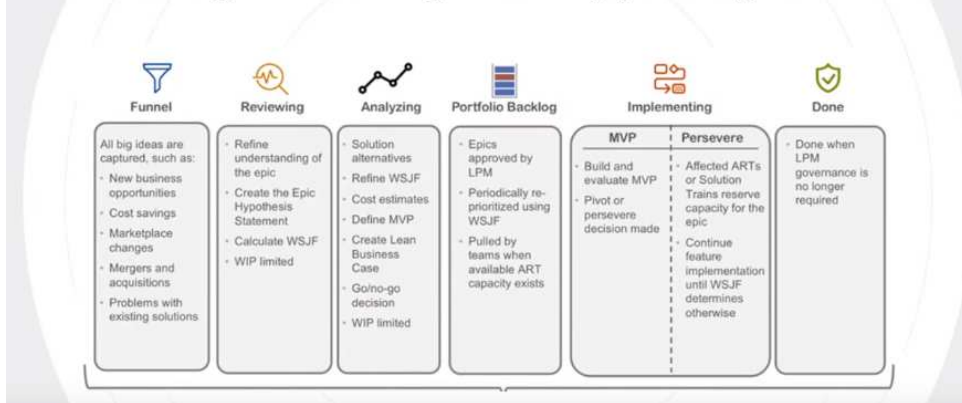 Funnel
Reviewing
Analyzing
Portfolio Backlog
Implementing
Done
All big ideas are
captured, such as:
• New business
opportunities
• Cost savings
• Marketplace
changes
• Mergers and
acquisitions
• Problems with
existing solutions
• Refine
understanding of
the epic
• Create the Epic
Hypothesis
Statement
• Calculate WSJF
• WIP limited
• Solution
alternatives
• Refine WSJF
• Cost estimates
• Define MVP
• Create Lean
Business
Case
• Go/no-go
decision
• WIP limited
• Epics
approved by
LPM
• Periodically re-
prioritized using
WSJF
• Pulled by
teams when
available ART
capacity exists
MVP
• Build and
evaluate MVP
• Pivot or
persevere
decision made
Persevere
• Affected ARTs
or Solution
Trains reserve
capacity for the
epic
• Continue
feature
implementation
until WSJF
determines
otherwise
• Done when
LPM
governance is
no longer
required